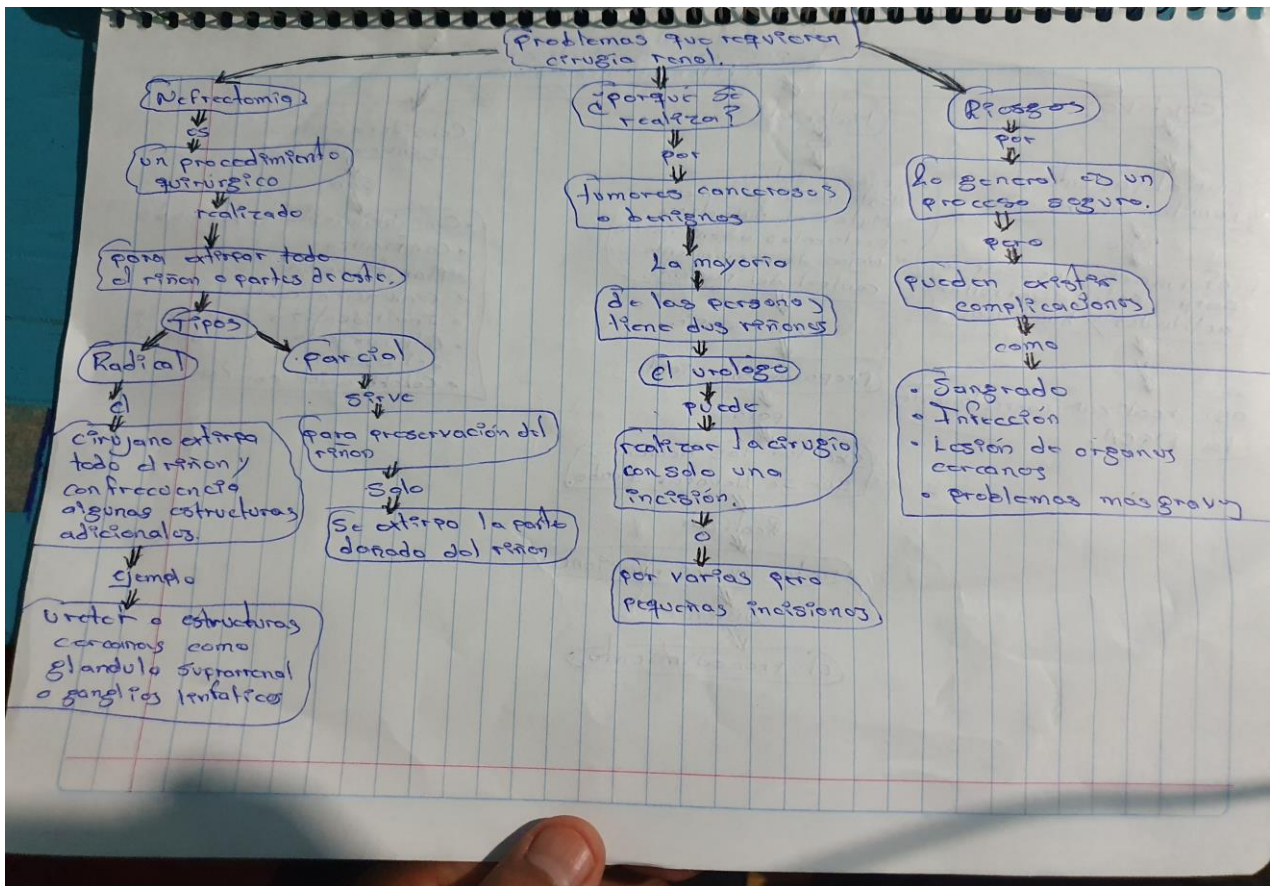 Problemas que requieren
cirugía renal.
Nefrectomia
es
un procedimiento
quirúrgico
realizado
para extirpar todo
el riñon o partes de este.
Tipos
Radical
el
cirujano extirpa
todo el riñon y
con frecuencia
algunas estructuras
adicionales.
ejemplo
uretér o estructuras
cercanas como
glandula suprarrenal
o ganglios linfaticos
parcial
sirve
para preservación del
riñon
Solo
Se extirpa la parte
dañada del riñon
¿porqué se
realiza?
por
tumores cancerosos
o benignos
La mayoria
de las personas
tiene dos riñones
El urologo
puede
realizar la cirugía
con solo una
incisión.
o
por varias pero
pequeñas incisiones
Riesgos
por
Lo general es un
proceso seguro.
pero
pueden existir
complicaciones
como
• Sangrado
• Infección
• Lesión de organos
cercanos
• problemas más graves